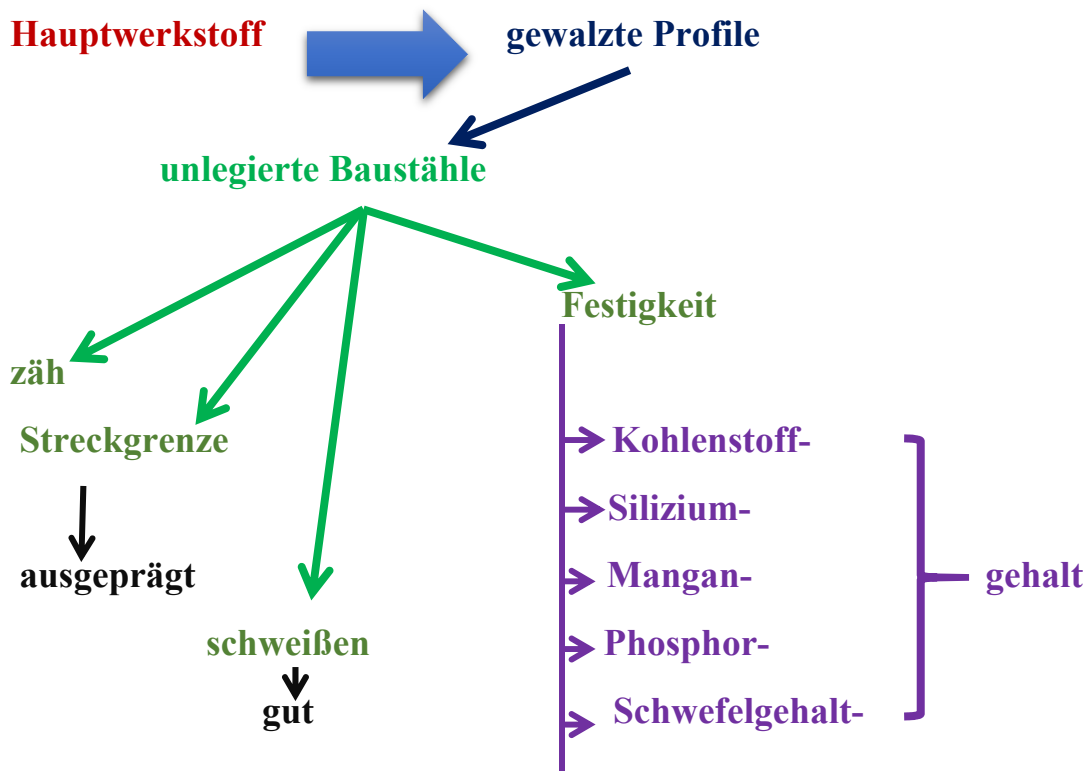 Hauptwerkstoff
gewalzte Profile
unlegierte Baustähle
zäh
Streckgrenze
ausgeprägt
schweißen
gut
Festigkeit
Kohlenstoff-
Silizium-
Mangan-
Phosphor-
Schwefelgehalt-
gehalt